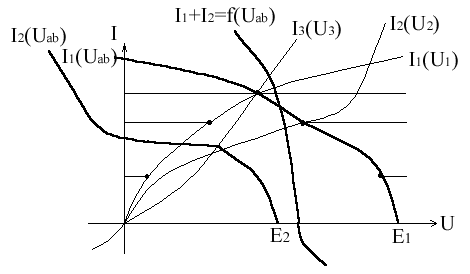 I₁+I₂=f(Uab)
I₂(Uab)
I
I₃(U₃)
I₂(U₂)
I₁(Uab)
I₁(U₁)
U
E₂
E₁